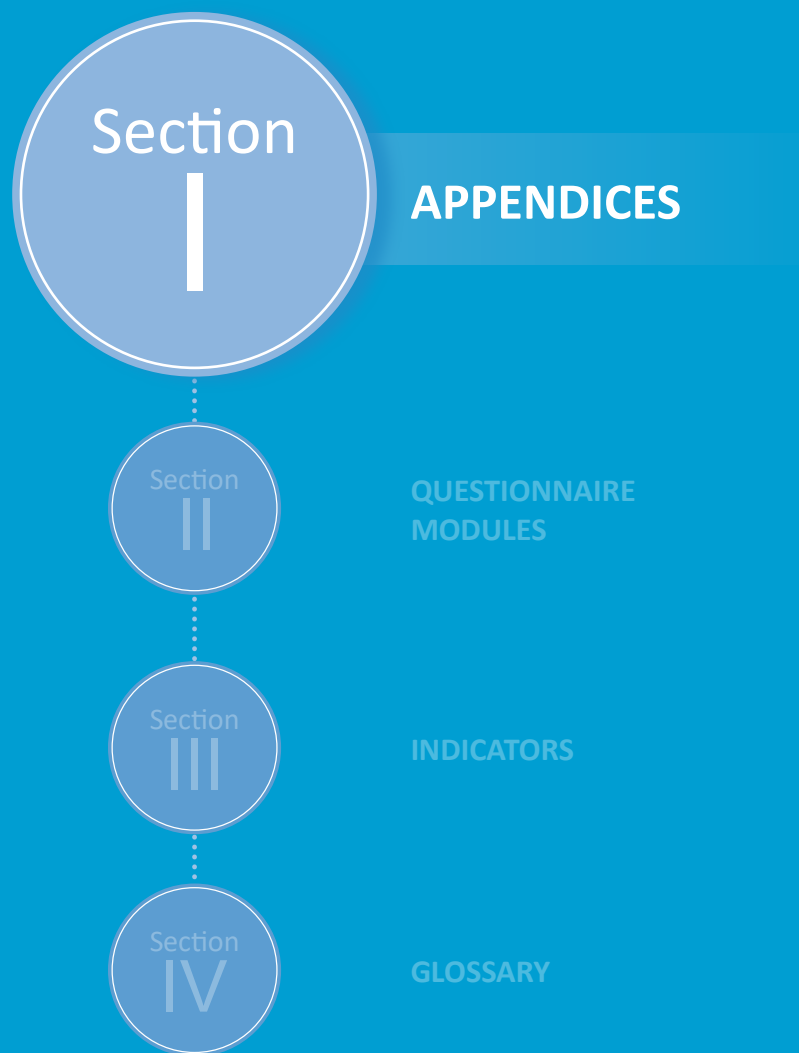 Section
I
APPENDICES
Section
II
QUESTIONNAIRE
MODULES
Section
III
INDICATORS
Section
IV
GLOSSARY